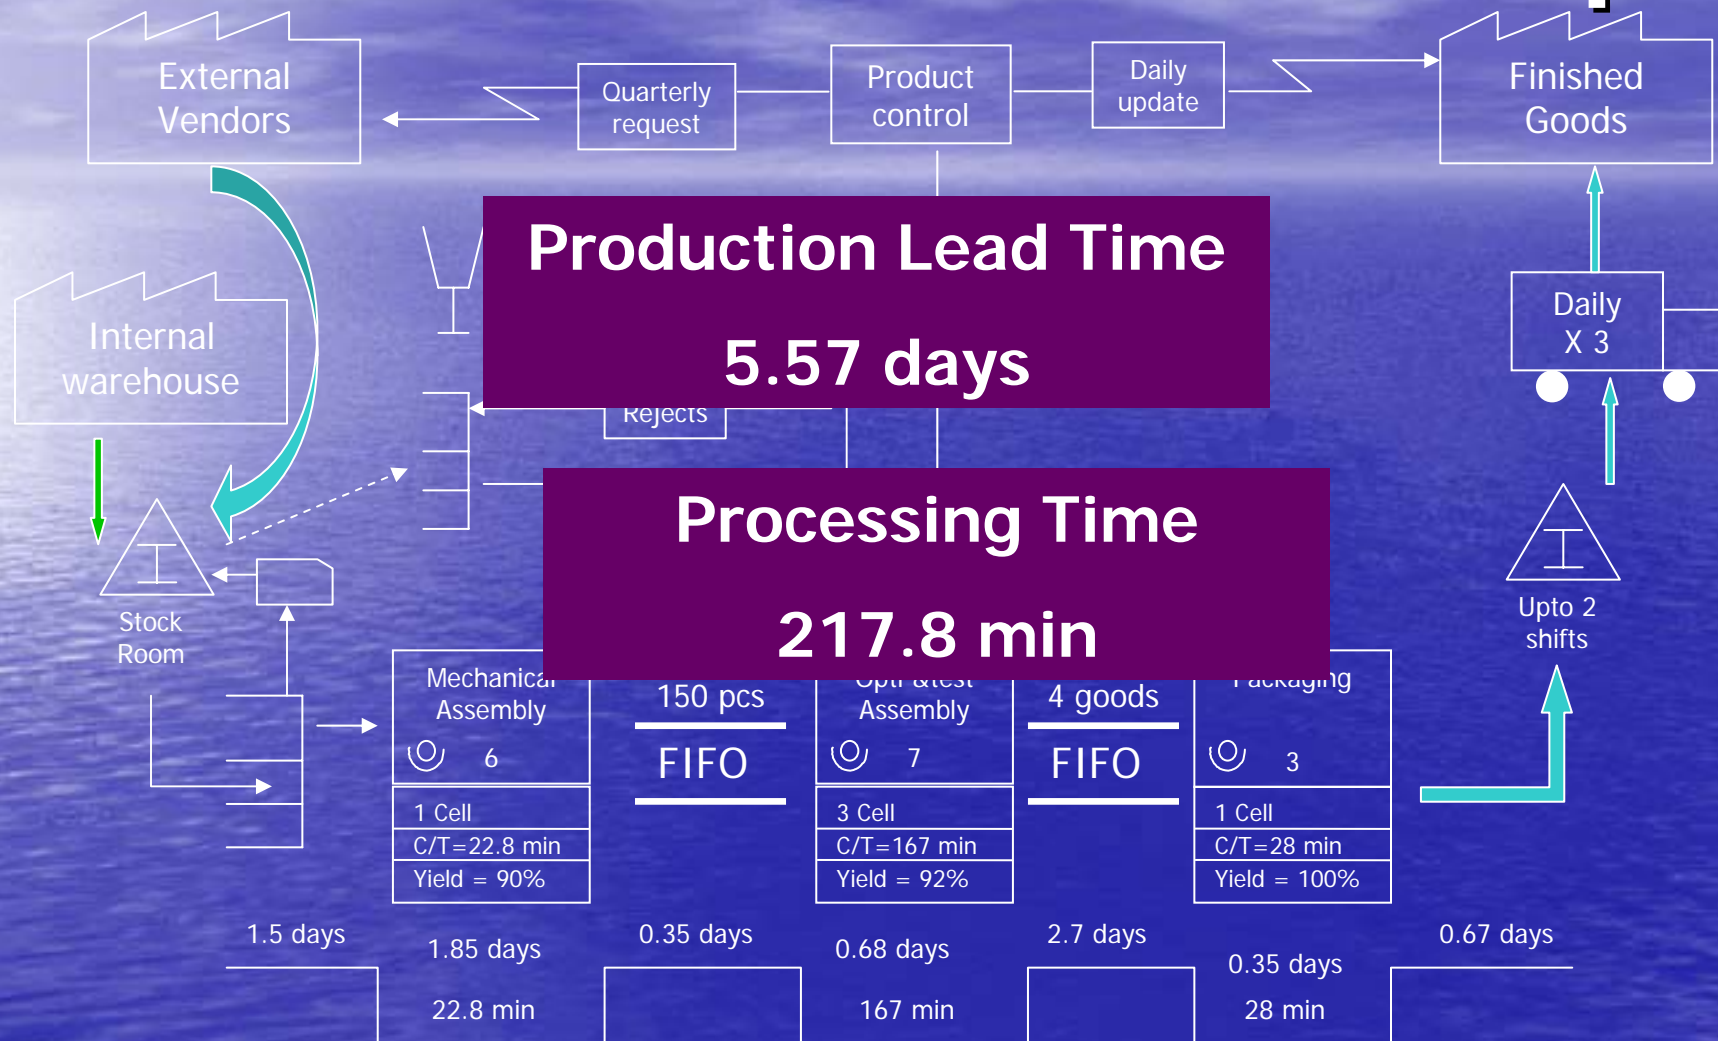 External
Vendors
Quarterly
request
Product
control
Daily
update
Finished
Goods
Production Lead Time
5.57 days
Internal
warehouse
Daily
X 3
Rejects
Processing Time
217.8 min
Stock
Room
Upto 2
shifts
Mechanical
Assembly
6
150 pcs
FIFO
Opti &test
Assembly
7
4 goods
FIFO
Packaging
3
1 Cell
C/T=22.8 min
Yield = 90%
3 Cell
C/T=167 min
Yield = 92%
1 Cell
C/T=28 min
Yield = 100%
1.5 days
1.85 days
0.35 days
0.68 days
2.7 days
0.35 days
0.67 days
22.8 min
167 min
28 min